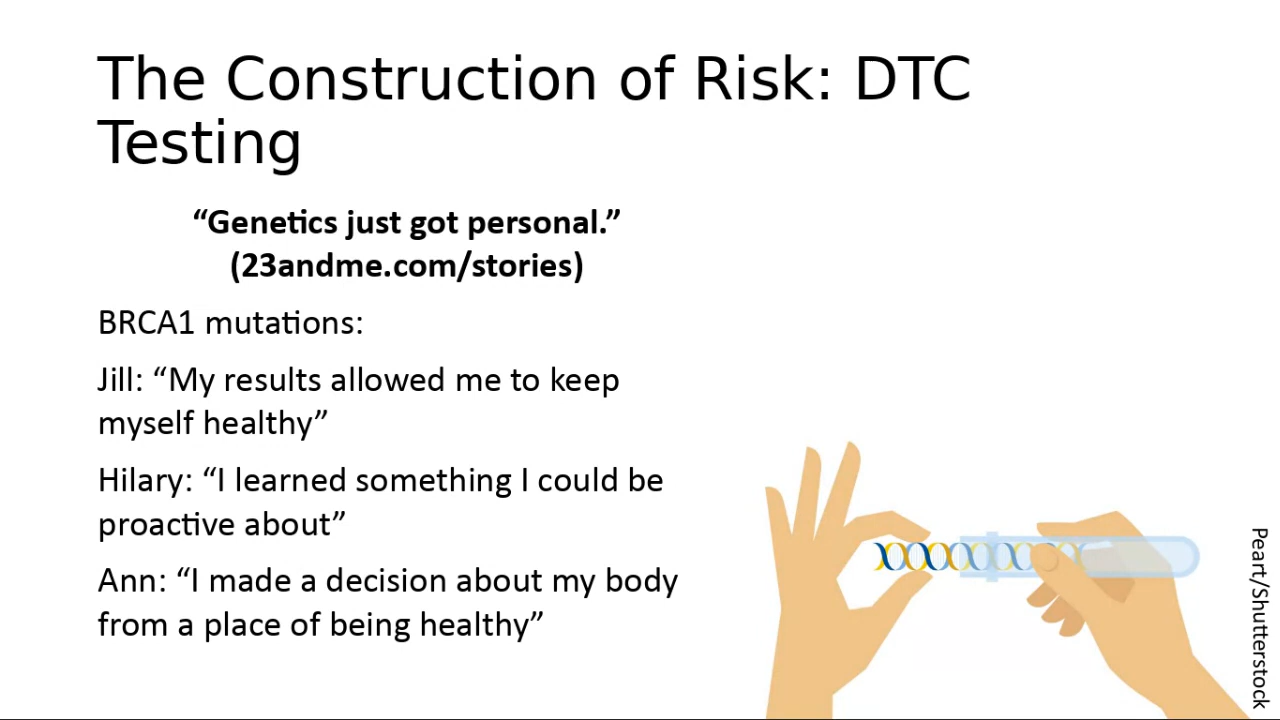 The Construction of Risk: DTC
Testing
“Genetics just got personal.”
(23andme.com/stories)
BRCA1 mutations:
Jill: “My results allowed me to keep
myself healthy”
Hilary: “I learned something I could be
proactive about”
Ann: “I made a decision about my body
from a place of being healthy”
Peart/Shutterstock